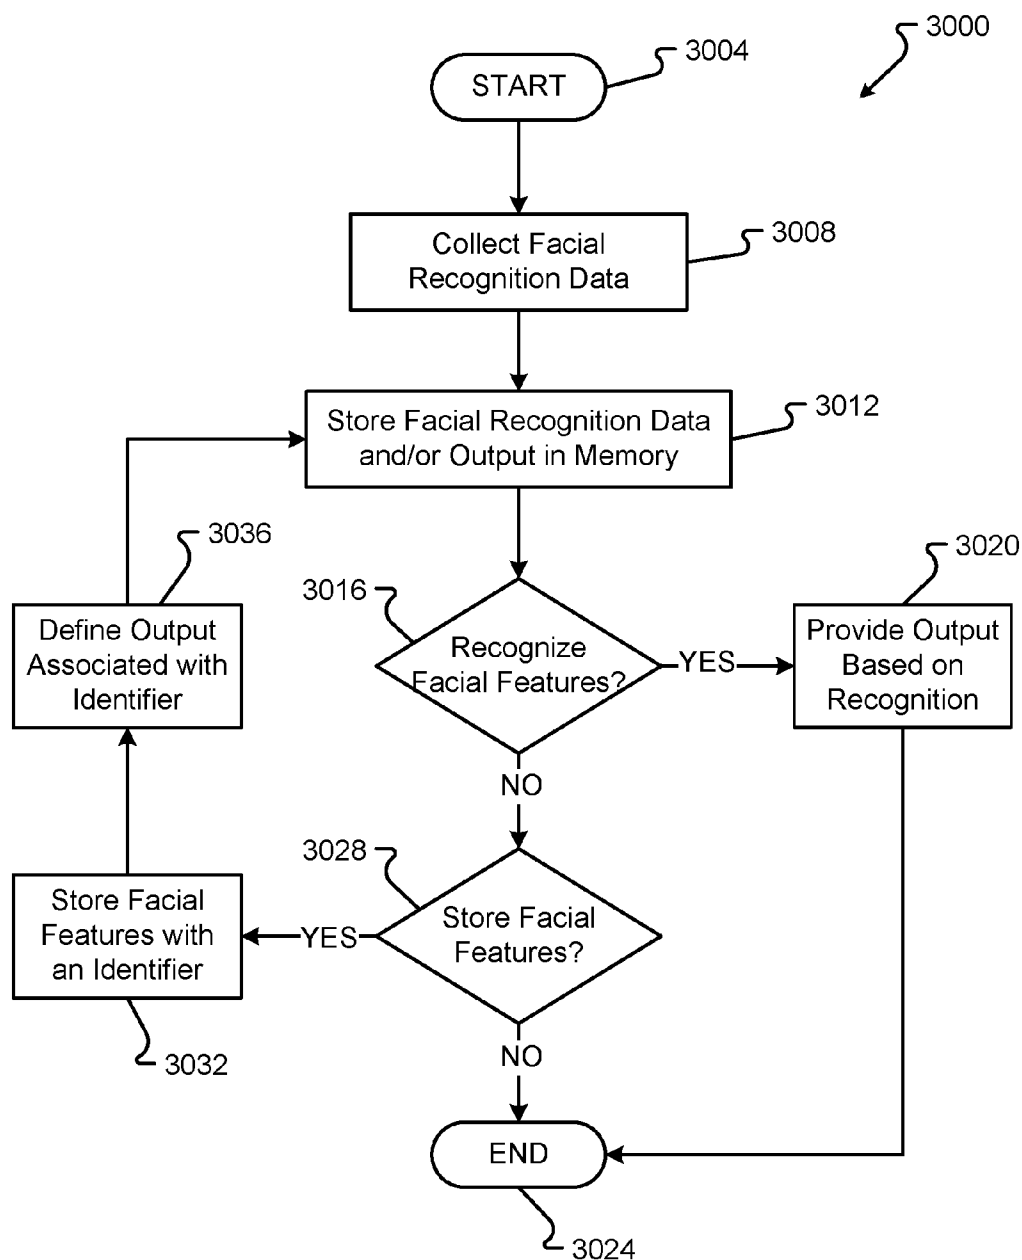 3000
START
3004
Collect Facial
Recognition Data
3008
Store Facial Recognition Data
and/or Output in Memory
3012
3036
Define Output
Associated with
Identifier
3016
Recognize
Facial Features?
YES
3020
Provide Output
Based on
Recognition
NO
3028
Store Facial
Features?
YES
Store Facial
Features with
an Identifier
3032
NO
END
3024